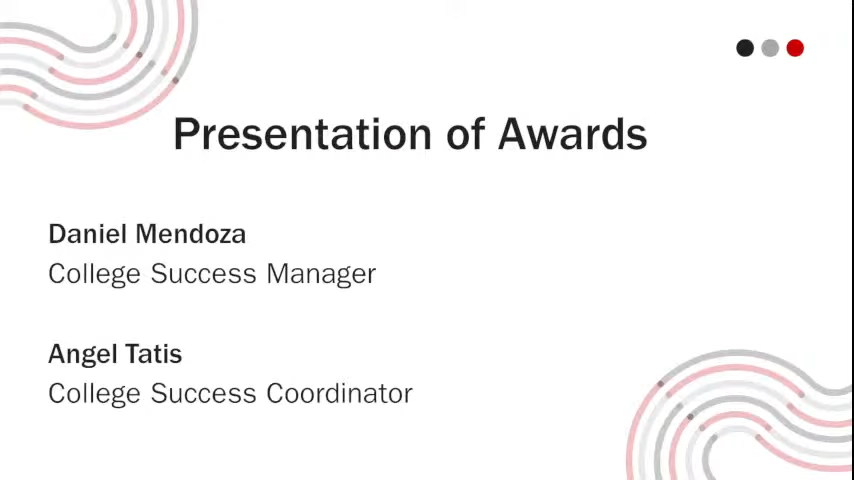 Presentation of Awards
Daniel Mendoza
College Success Manager
Angel Tatis
College Success Coordinator